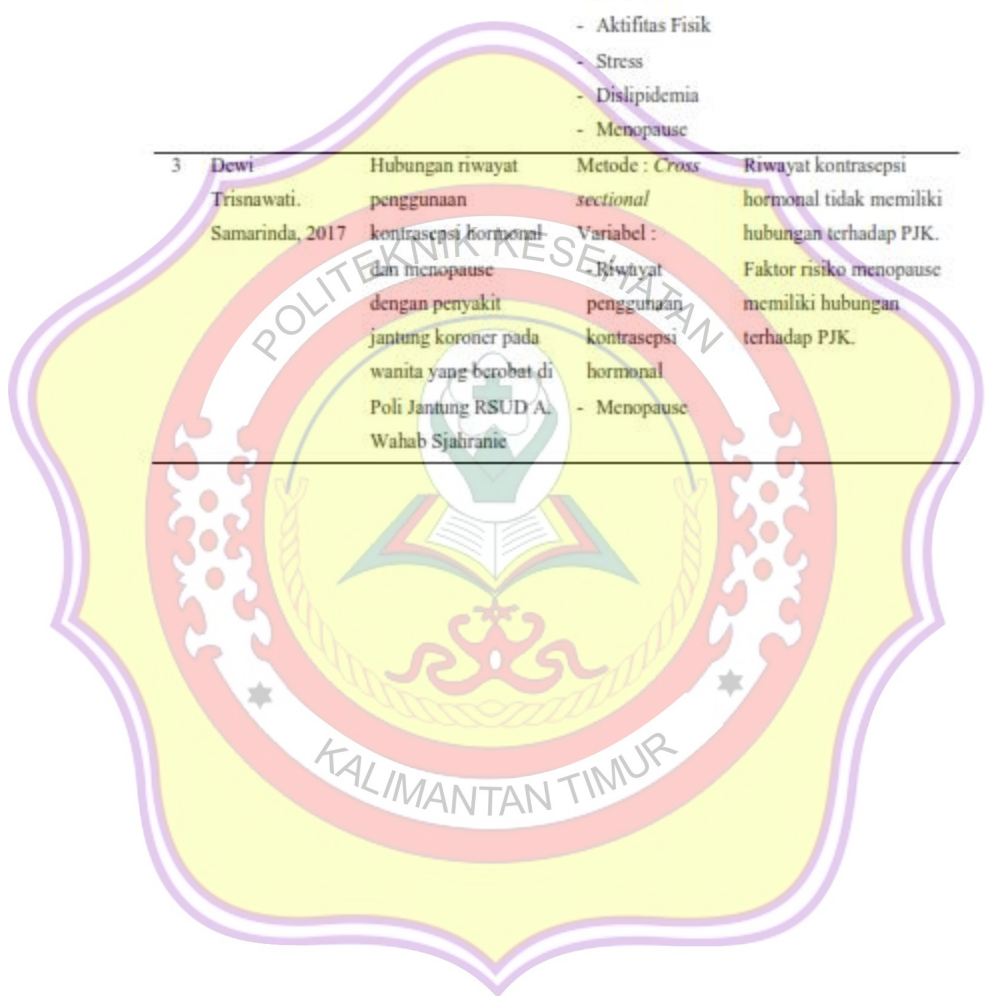 - Aktifitas Fisik
- Stress
- Dislipidemia
- Menopause
3 Dewi Hubungan riwayat Metode : Cross Riwayat kontrasepsi
Trisnawati. penggunaan sectional hormonal tidak memiliki
Samarinda, 2017 kontrasepsi hormonal Variabel : hubungan terhadap PJK.
dan menopause - Riwayat Faktor risiko menopause
dengan penyakit penggunaan memiliki hubungan
jantung koroner pada kontrasepsi terhadap PJK.
wanita yang berobat di hormonal
Poli Jantung RSUD A. - Menopause
Wahab Sjahranie
POLITEKNIK KESEHATAN
KALIMANTAN TIMUR